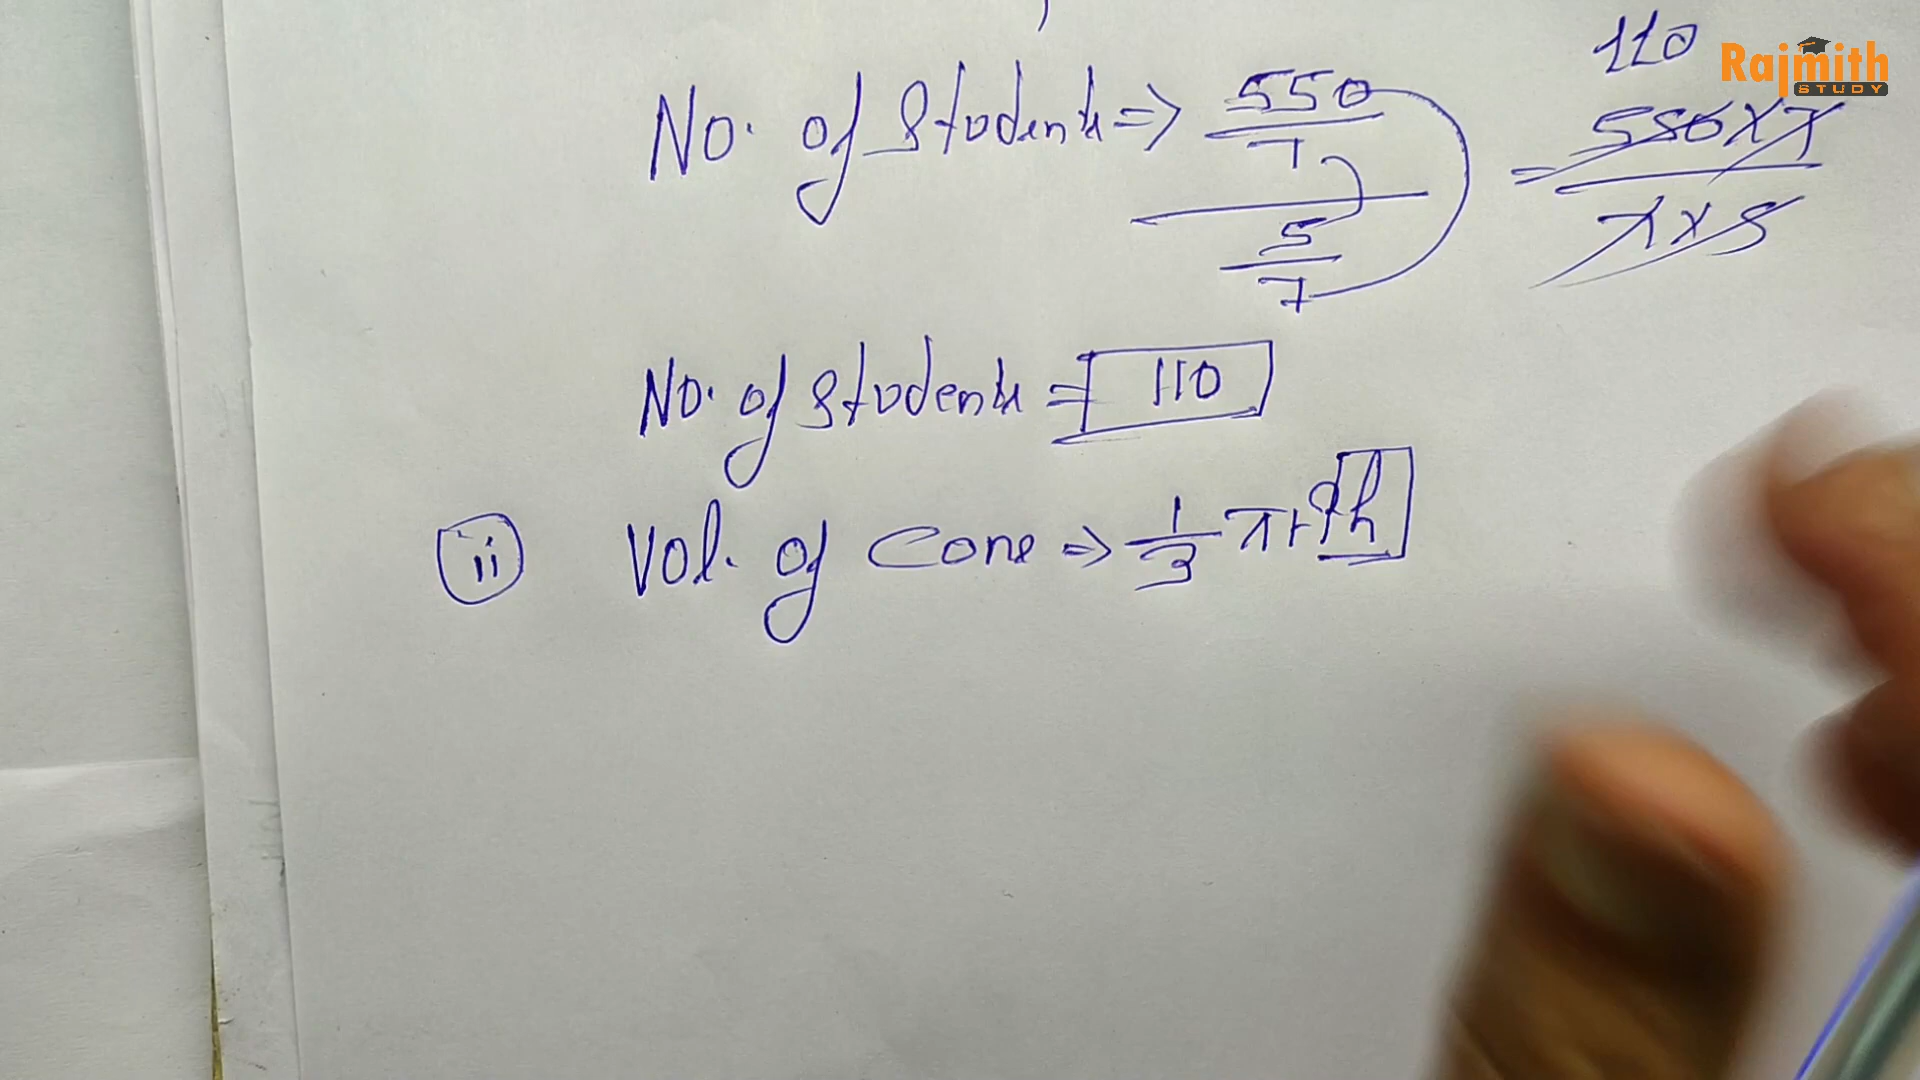 110
Rajmith
STUDY
No. of Students => 550/7 / 5/7 = 550×7 / 7×5
No. of Students = 110
ii Vol. of Cone => 1/3 πr²h